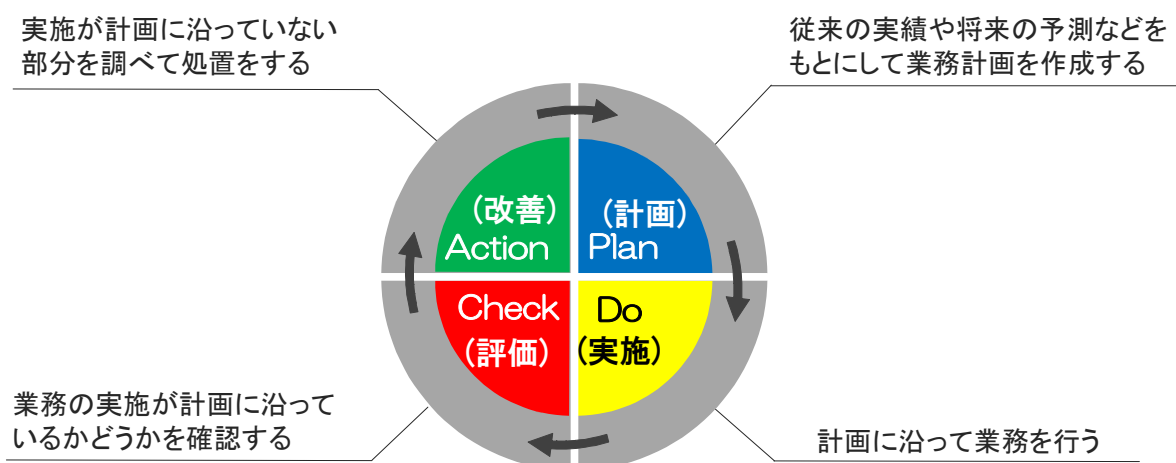 実施が計画に沿っていない
部分を調べて処置をする
従来の実績や将来の予測などを
もとにして業務計画を作成する
(改善)
Action
(計画)
Plan
Check
(評価)
Do
(実施)
業務の実施が計画に沿って
いるかどうかを確認する
計画に沿って業務を行う